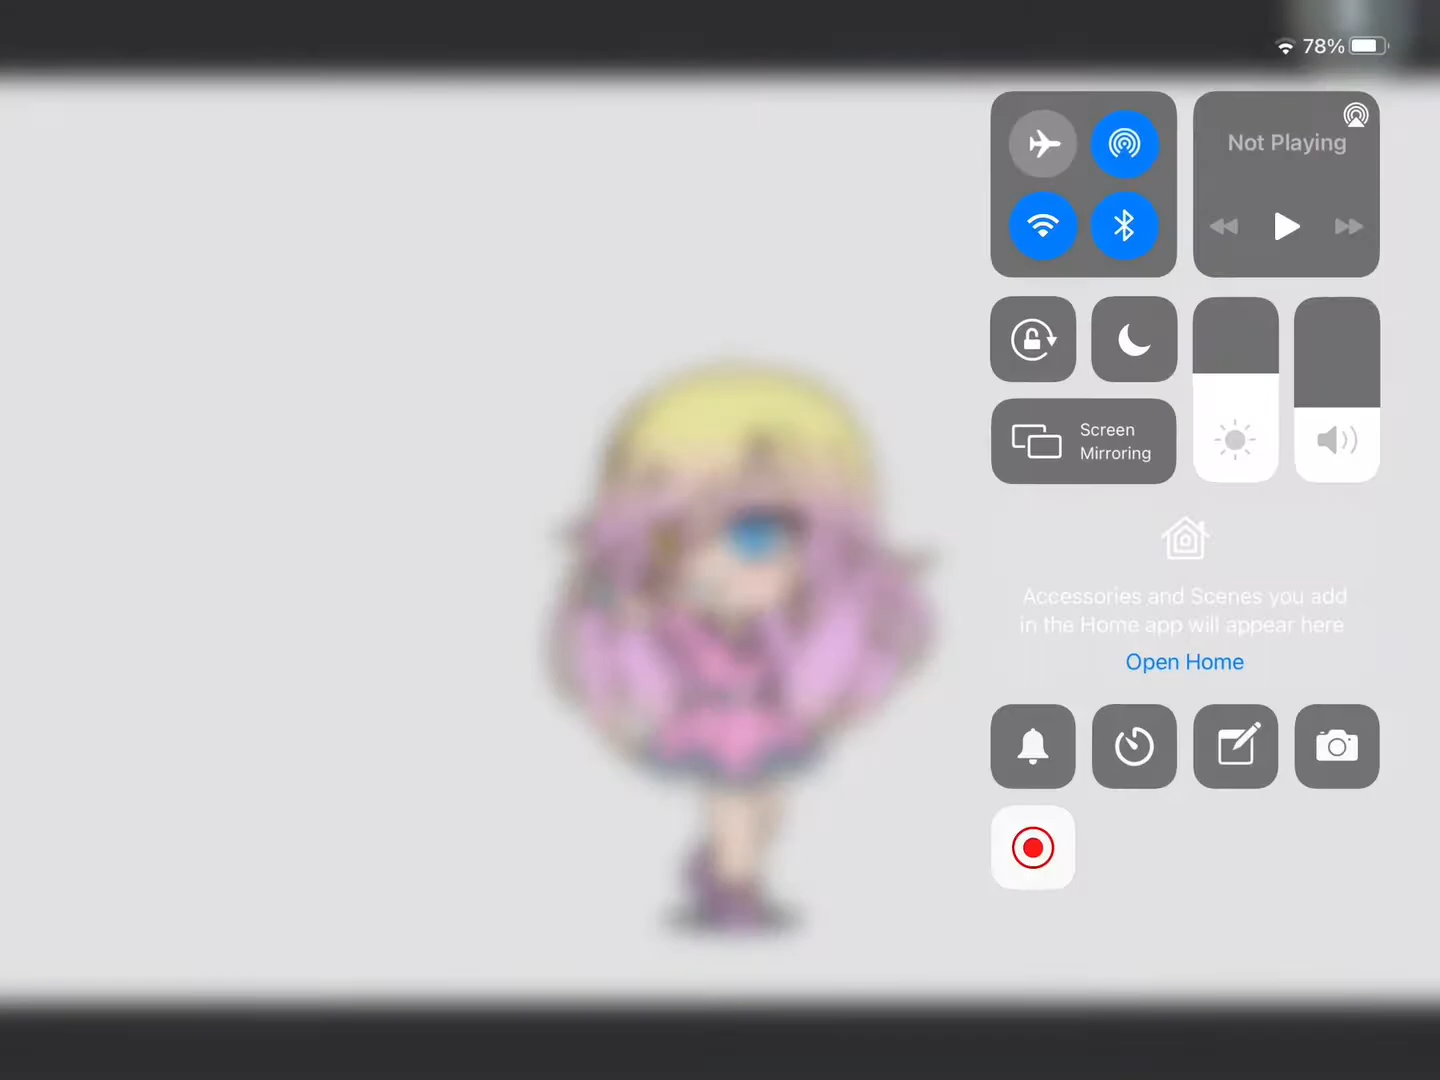 78%
Not Playing
Screen
Mirroring
Accessories and Scenes you add
in the Home app will appear here
Open Home